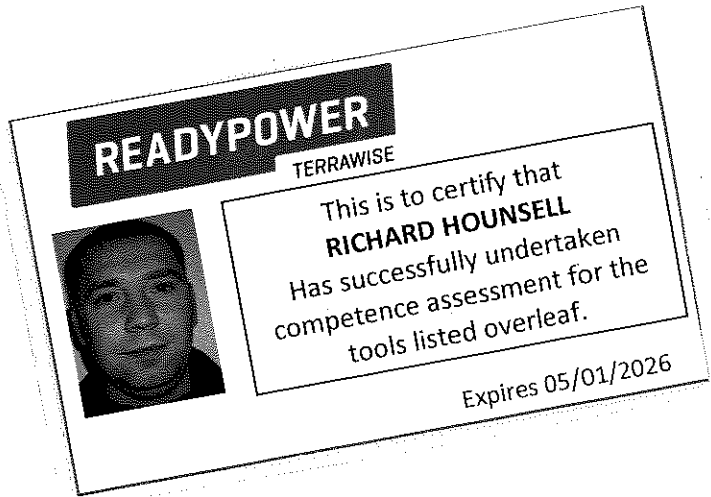 READYPOWER
TERRAWISE
This is to certify that
RICHARD HOUNSELL
Has successfully undertaken
competence assessment for the
tools listed overleaf.
Expires 05/01/2026